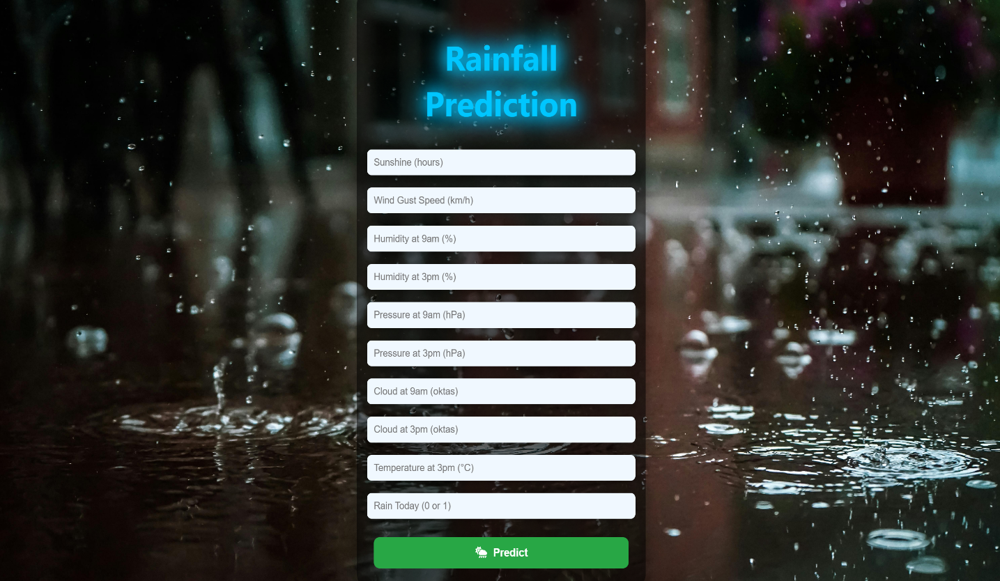 Rainfall
Prediction
Sunshine (hours)
Wind Gust Speed (km/h)
Humidity at 9am (%)
Humidity at 3pm (%)
Pressure at 9am (hPa)
Pressure at 3pm (hPa)
Cloud at 9am (oktas)
Cloud at 3pm (oktas)
Temperature at 3pm (°C)
Rain Today (0 or 1)
Predict